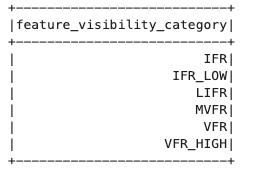 +---------------------------+
|feature_visibility_category|
+---------------------------+
|                        IFR|
|                    IFR_LOW|
|                       LIFR|
|                       MVFR|
|                        VFR|
|                   VFR_HIGH|
+---------------------------+